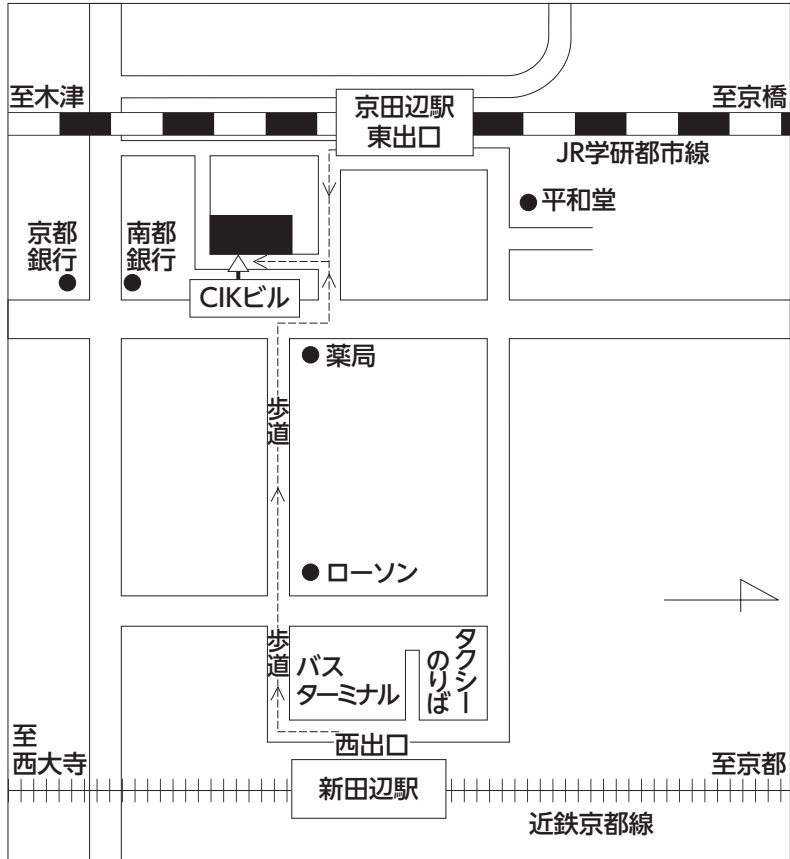 至木津
京田辺駅
東出口
至京橋
JR学研都市線
平和堂
京都
銀行
南都
銀行
CIKビル
薬局
歩道
ローソン
歩道
バス
ターミナル
タクシー
のりば
西出口
至
西大寺
新田辺駅
至京都
近鉄京都線